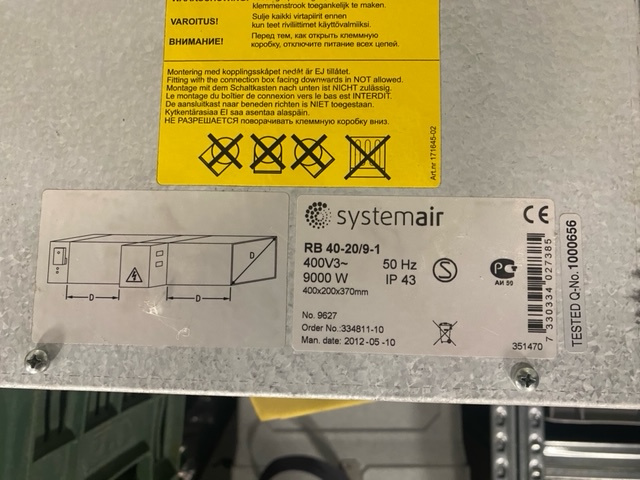 klemmenstrook toegankelijk te maken.
VAROITUS!
Sulje kaikki virtapiirit ennen
kun teet riviliittimet käyttövalmiiksi.
ВНИМАНИЕ!
Перед тем, как открыть клеммную
коробку, отключите питание всех цепей.
Montering med kopplingsskåpet nedåt är EJ tillåtet.
Fitting with the connection box facing downwards in NOT allowed.
Montage mit dem Schaltkasten nach unten ist NICHT zulässig.
Le montage du boîtier de connexion vers le bas est INTERDIT.
De aansluitkast naar beneden richten is NIET toegestaan.
Kytkentärasiaa EI saa asentaa alaspäin.
НЕ РАЗРЕШАЕТСЯ поворачивать клеммную коробку вниз.
Art.nr 171645-02
D
D
D
systemair
CE
RB 40-20/9-1
400V3~
50 Hz
9000 W
IP 43
400x200x370mm
S
АИ 50
No. 9627
Order No.:334811-10
Man. date: 2012-05-10
351470
7 330334 027385
TESTED Q-No.1000656